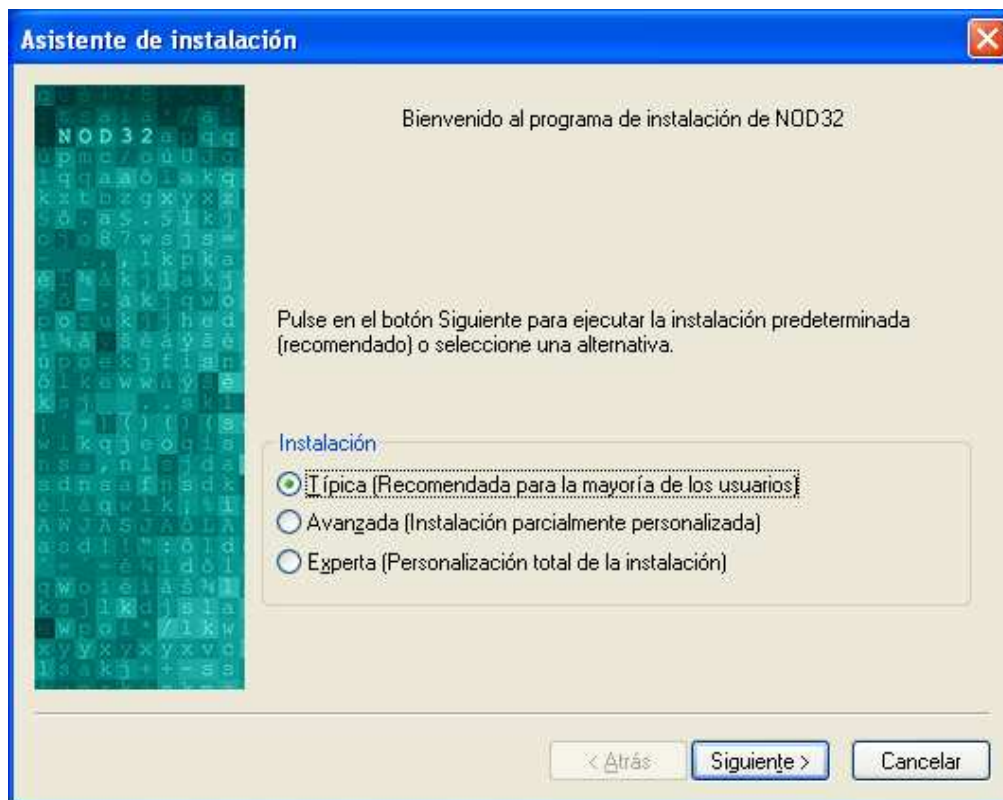 Asistente de instalación
NOD32
Bienvenido al programa de instalación de NOD32
Pulse en el botón Siguiente para ejecutar la instalación predeterminada
(recomendado) o seleccione una alternativa.
Instalación
Típica (Recomendada para la mayoría de los usuarios)
Avanzada (Instalación parcialmente personalizada)
Experta (Personalización total de la instalación)
< Atrás
Siguiente >
Cancelar